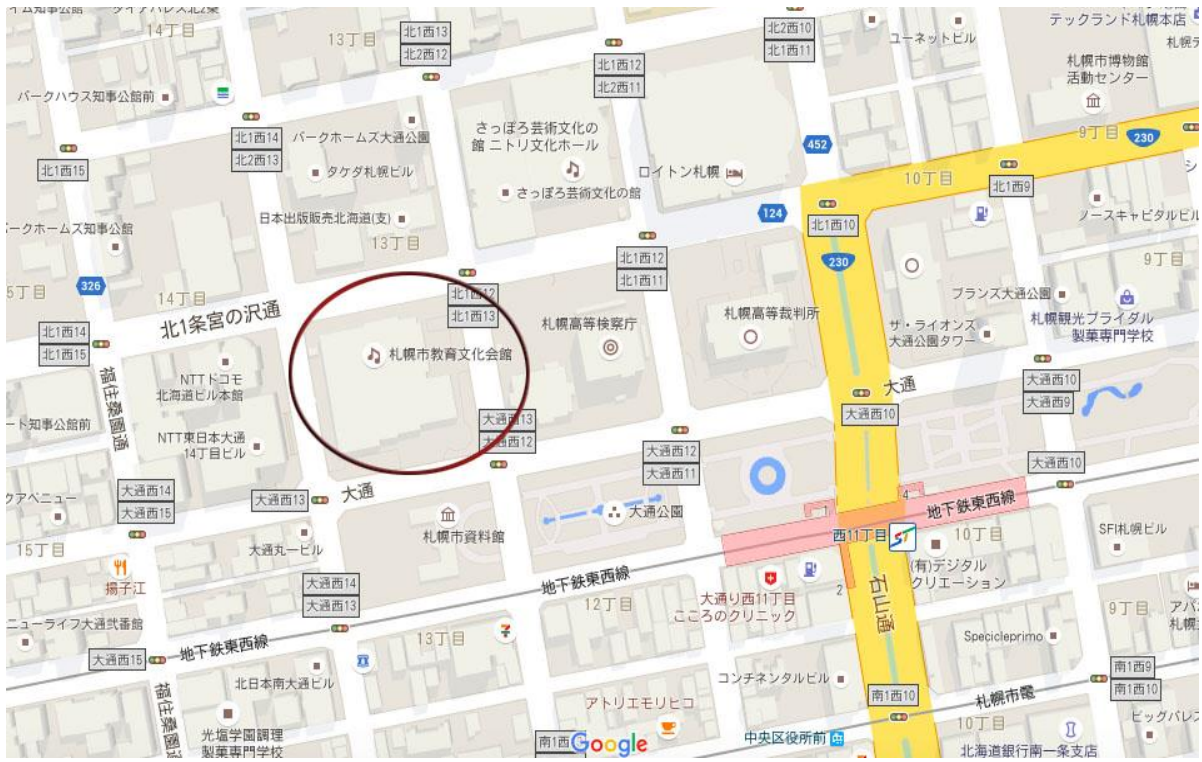 14丁目
13丁目
北1西13
北2西12
北1西12
北2西11
北2西10
北1西11
ユーネットビル
テックランド札幌本店
札幌市博物館
活動センター
パークハウス知事公館前
北1西14
北2西13
パークホームズ大通公園
さっぽろ芸術文化の
館 ニトリ文化ホール
452
9丁目
230
北1西15
タケダ札幌ビル
ロイトン札幌
10丁目
北1西9
さっぽろ芸術文化の館
日本出版販売北海道(支)
13丁目
124
北1西10
ノースキャピタルビル
ークホームズ知事公館
北1西12
北1西11
230
9丁目
5丁目
326
14丁目
北1条宮の沢通
北1西12
北1西13
ブランズ大通公園
北1西14
北1西15
札幌高等検察庁
札幌高等裁判所
ザ・ライオンズ
大通公園タワー
札幌観光ブライダル
製菓専門学校
札幌市教育文化会館
NTTドコモ
北海道ビル本館
福住桑園通
大通
大通西10
大通西9
大通西10
ート知事公館前
NTT東日本大通
14丁目ビル
大通西13
大通西12
大通西12
大通西11
大通西10
クアベニュー
大通西14
大通西15
大通西13
大通
1
4
地下鉄東西線
大通公園
札幌市資料館
西11丁目
10丁目
SFI札幌ビル
15丁目
大通丸一ビル
(有)デジタル
クリエーション
揚子江
大通西14
大通西13
地下鉄東西線
12丁目
大通り西11丁目
こころのクリニック
2
石山通
9丁目
ニューライフ大通弐番館
13丁目
Specicleprimo
大通西15
地下鉄東西線
北日本南大通ビル
コンチネンタルビル
南1西9
南1西10
南1西10
札幌市電
アトリエモリヒコ
光塩学園調理
製菓専門学校
南1西
Google
中央区役所前
10丁目
北海道銀行南一条支店